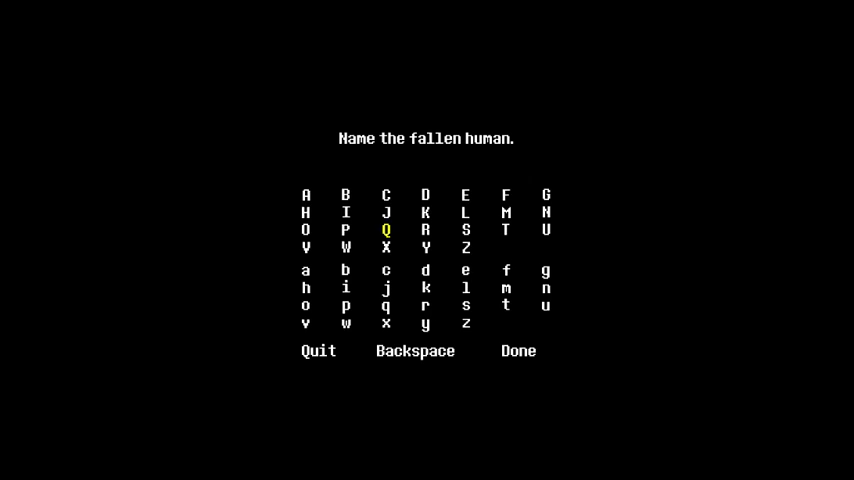 Name the fallen human.
A B C D E F G
H I J K L M N
O P Q R S T U
V W X Y Z
a b c d e f g
h i j k l m n
o p q r s t u
v w x y z
Quit Backspace Done